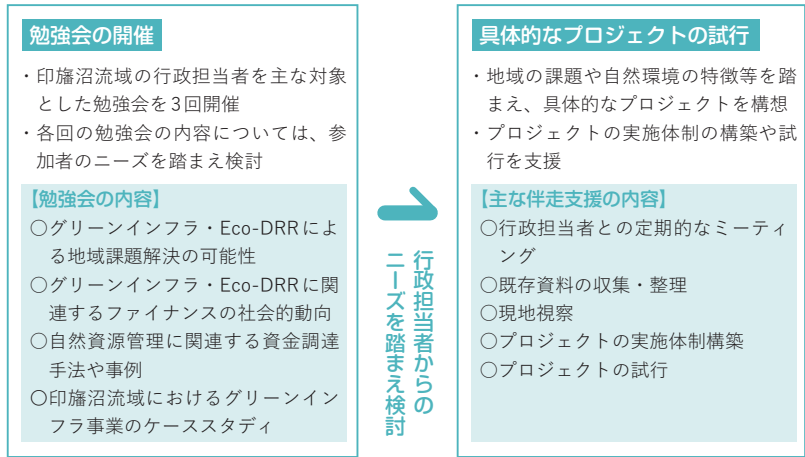 勉強会の開催
・印旛沼流域の行政担当者を主な対象
とした勉強会を3回開催
・各回の勉強会の内容については、参
加者のニーズを踏まえ検討
【勉強会の内容】
○グリーンインフラ・Eco-DRRによ
る地域課題解決の可能性
○グリーンインフラ・Eco-DRRに関
連するファイナンスの社会的動向
○自然資源管理に関連する資金調達
手法や事例
○印旛沼流域におけるグリーンイン
フラ事業のケーススタディ
行政担当者からの
ニーズを踏まえ検討
具体的なプロジェクトの試行
・地域の課題や自然環境の特徴等を踏
まえ、具体的なプロジェクトを構想
・プロジェクトの実施体制の構築や試
行を支援
【主な伴走支援の内容】
○行政担当者との定期的なミーティ
ング
○既存資料の収集・整理
○現地視察
○プロジェクトの実施体制構築
○プロジェクトの試行